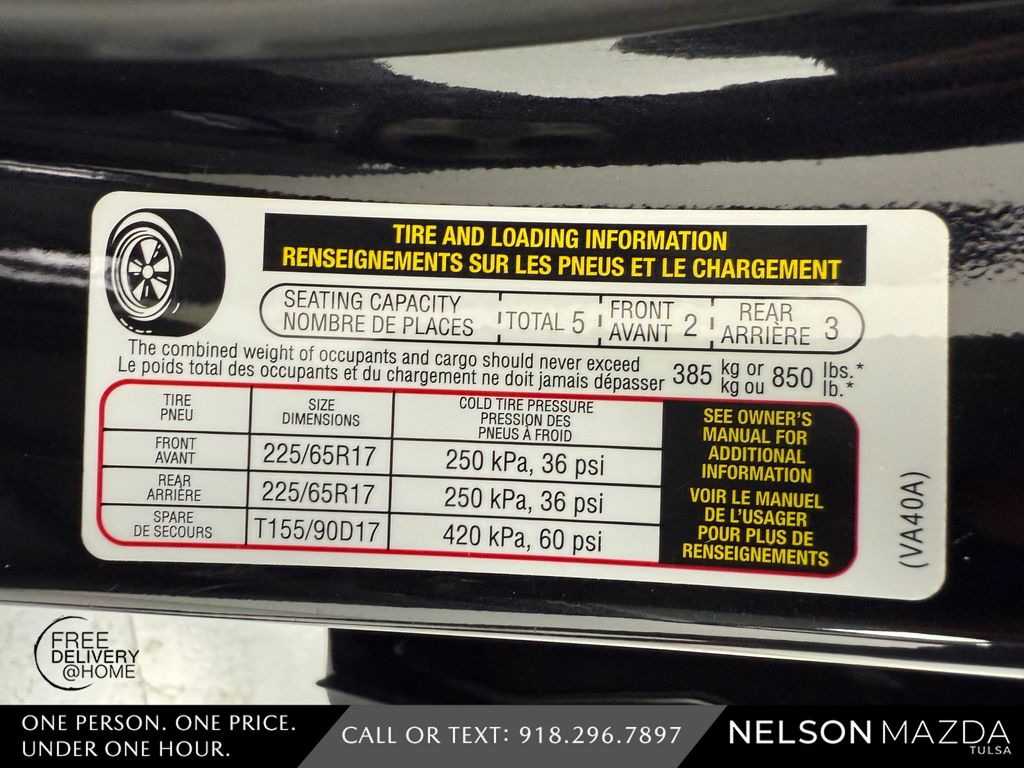 TIRE AND LOADING INFORMATION
RENSEIGNEMENTS SUR LES PNEUS ET LE CHARGEMENT
SEATING CAPACITY
NOMBRE DE PLACES
TOTAL 5
FRONT
AVANT
2
REAR
ARRIÈRE
3
The combined weight of occupants and cargo should never exceed
Le poids total des occupants et du chargement ne doit jamais dépasser
385
kg or
kg ou
850
lbs.*
lb.*
TIRE
PNEU
SIZE
DIMENSIONS
COLD TIRE PRESSURE
PRESSION DES
PNEUS À FROID
FRONT
AVANT
225/65R17
250 kPa, 36 psi
REAR
ARRIÈRE
225/65R17
250 kPa, 36 psi
SPARE
DE SECOURS
T155/90D17
420 kPa, 60 psi
SEE OWNER'S
MANUAL FOR
ADDITIONAL
INFORMATION
VOIR LE MANUEL
DE L'USAGER
POUR PLUS DE
RENSEIGNEMENTS
(VA40A)
FREE
DELIVERY
@HOME
ONE PERSON. ONE PRICE.
UNDER ONE HOUR.
CALL OR TEXT: 918.296.7897
NELSON MAZDA
TULSA